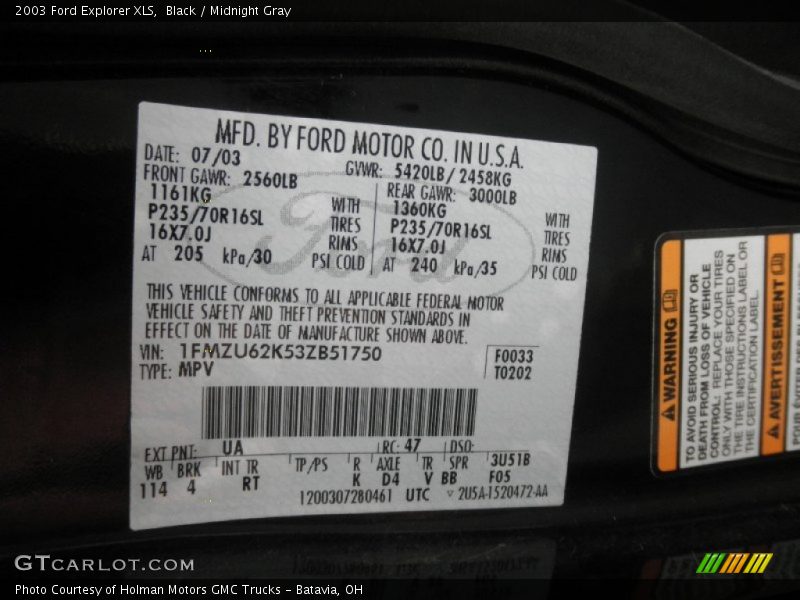 2003 Ford Explorer XLS,  Black / Midnight Gray
MFD. BY FORD MOTOR CO. IN U.S.A.
DATE: 07/03 GVWR: 5420LB/ 2458KG
FRONT GAWR: 2560LB REAR GAWR: 3000LB
1161KG WITH 1360KG WITH
P235/70R16SL TIRES P235/70R16SL TIRES
16X7.0J RIMS 16X7.0J RIMS
AT 205 kPa/30 PSI COLD AT 240 kPa/35 PSI COLD
THIS VEHICLE CONFORMS TO ALL APPLICABLE FEDERAL MOTOR
VEHICLE SAFETY AND THEFT PREVENTION STANDARDS IN
EFFECT ON THE DATE OF MANUFACTURE SHOWN ABOVE.
VIN: 1FMZU62K53ZB51750 F0033
TYPE: MPV T0202
EXT PNT: UA RC: 47 DSO:
WB BRK INT TR TP/PS R AXLE TR SPR 3U51B
114 4 RT K D4 V BB F05
1200307280461 UTC 2U5A-1520472-AA
Ford
WARNING
TO AVOID SERIOUS INJURY OR
DEATH FROM LOSS OF VEHICLE
CONTROL: REPLACE YOUR TIRES
ONLY WITH THOSE SPECIFIED ON
THE TIRE INSTRUCTIONS LABEL OR
THE CERTIFICATION LABEL.
AVERTISSEMENT
GTCARLOT.COM
Photo Courtesy of Holman Motors GMC Trucks - Batavia, OH